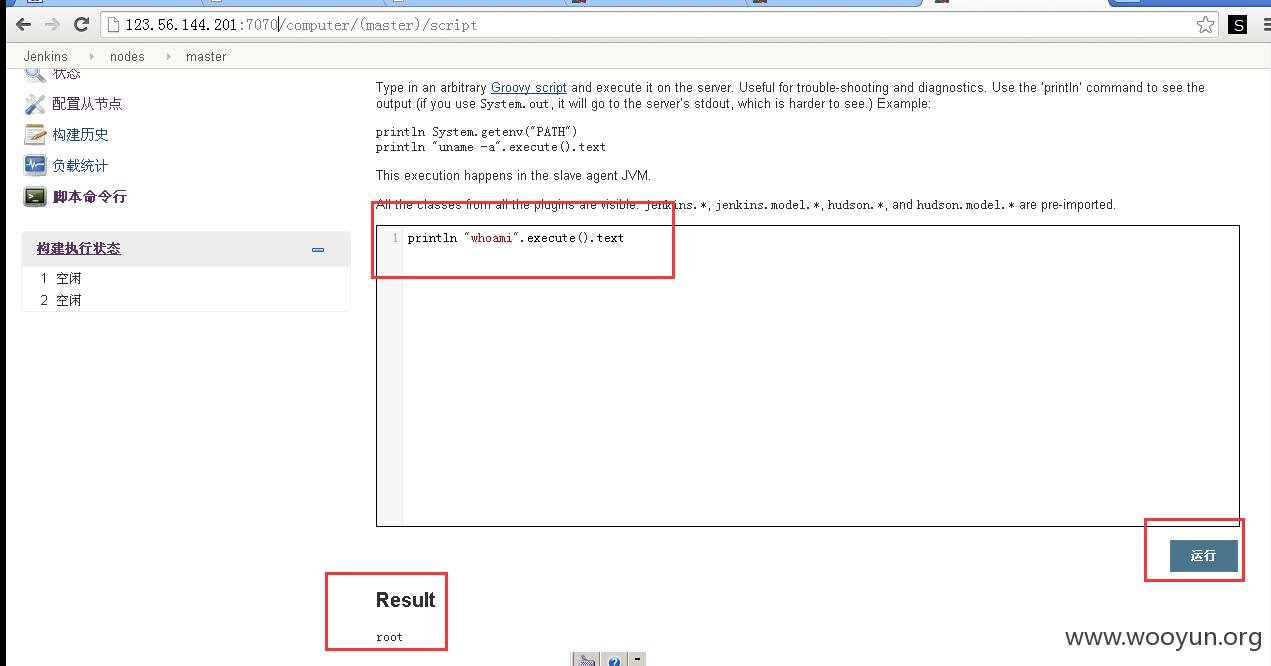 123.56.144.201:7070/computer/(master)/script
Jenkins nodes master
状态
配置从节点
构建历史
负载统计
脚本命令行
构建执行状态
1 空闲
2 空闲
Type in an arbitrary Groovy script and execute it on the server. Useful for trouble-shooting and diagnostics. Use the 'println' command to see the
output (if you use System.out, it will go to the server's stdout, which is harder to see.) Example:
println System.getenv("PATH")
println "uname -a".execute().text
This execution happens in the slave agent JVM.
All the classes from all the plugins are visible. jenkins.*, jenkins.model.*, hudson.*, and hudson.model.* are pre-imported.
1 println "whoami".execute().text
运行
Result
root
www.wooyun.org